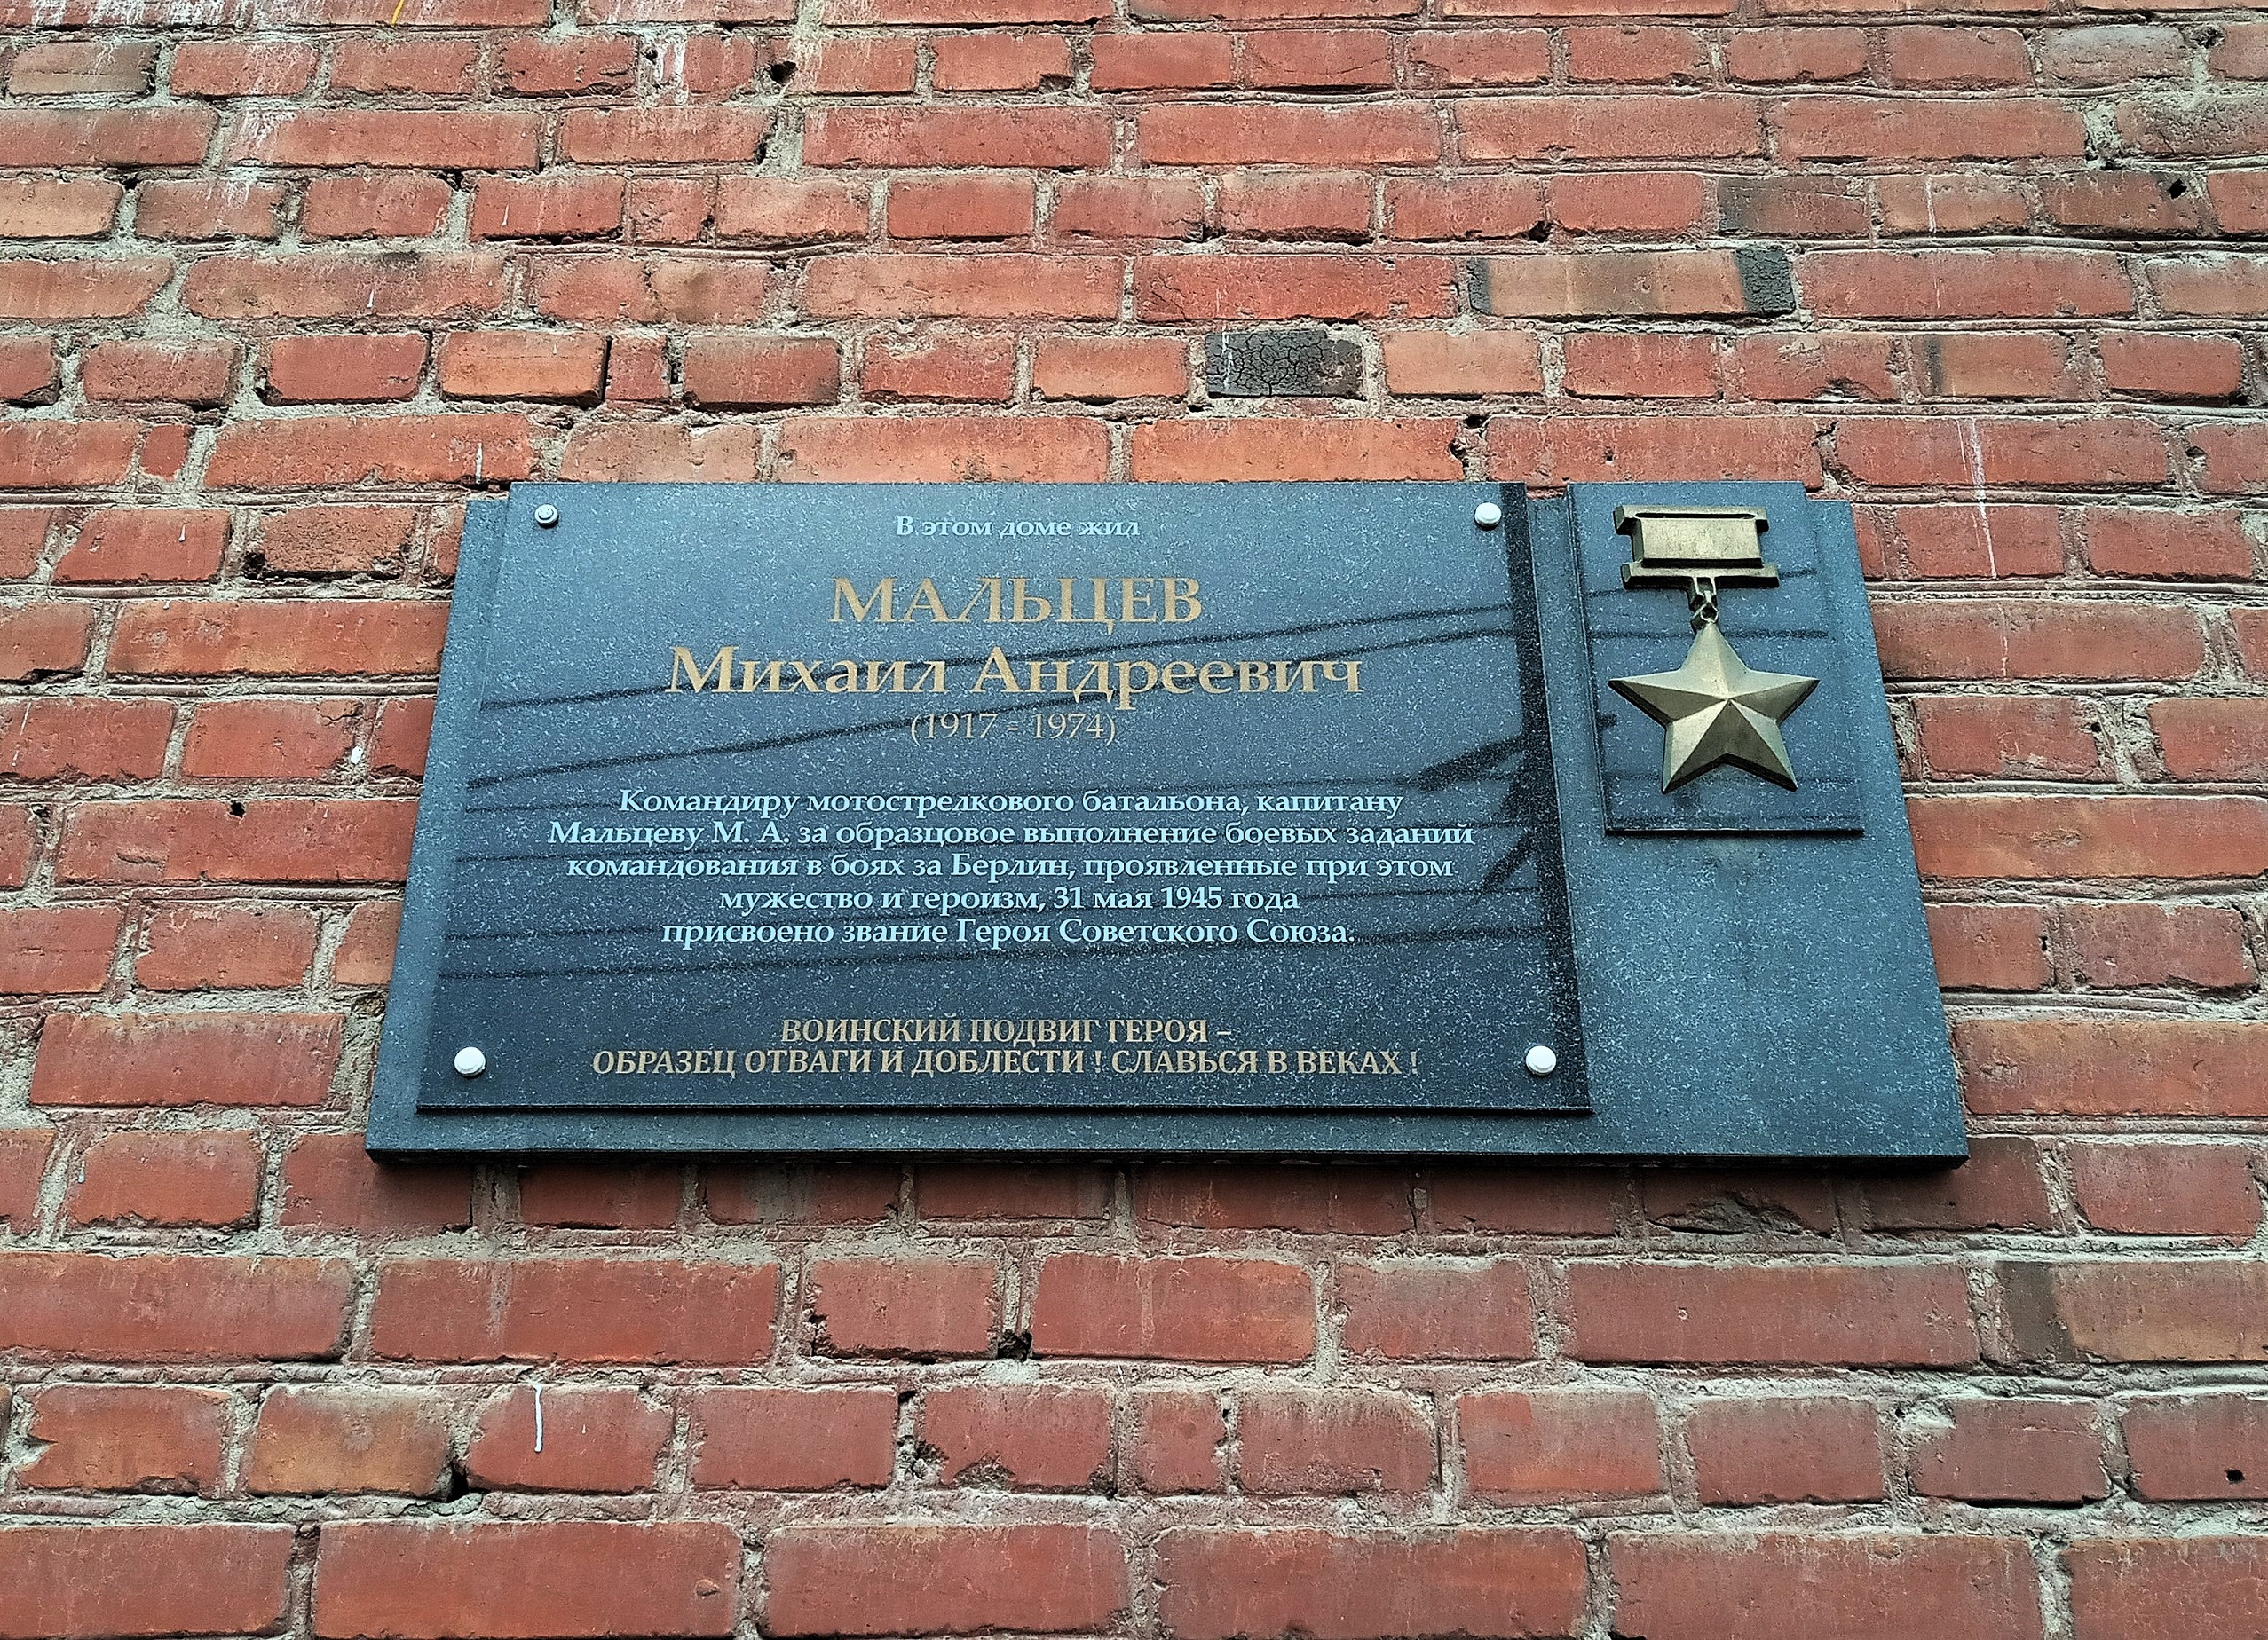 В этом доме жил
МАЛЬЦЕВ
Михаил Андреевич
(1917 - 1974)
Командиру мотострелкового батальона, капитану
Мальцеву М. А. за образцовое выполнение боевых заданий
командования в боях за Берлин, проявленные при этом
мужество и героизм, 31 мая 1945 года
присвоено звание Героя Советского Союза.
ВОИНСКИЙ ПОДВИГ ГЕРОЯ –
ОБРАЗЕЦ ОТВАГИ И ДОБЛЕСТИ ! СЛАВЬСЯ В ВЕКАХ !